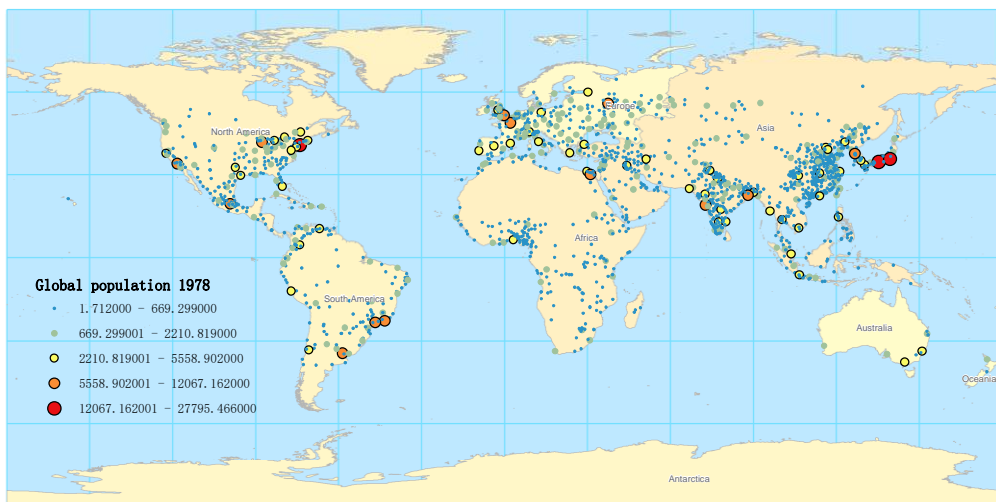 North America
Europe
Asia
Africa
South America
Australia
Oceania
Antarctica
Global population 1978
1.712000 - 669.299000
669.299001 - 2210.819000
2210.819001 - 5558.902000
5558.902001 - 12067.162000
12067.162001 - 27795.466000